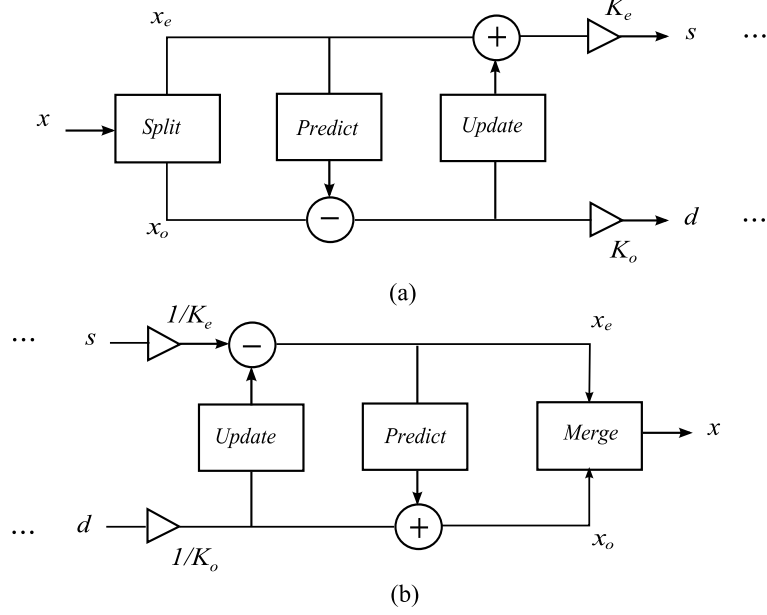 x_e K_e
+ s ...
x Split Predict Update
− d ...
x_o K_o
(a)
1/K_e x_e
... s −
Update Predict Merge x
... d +
1/K_o x_o
(b)